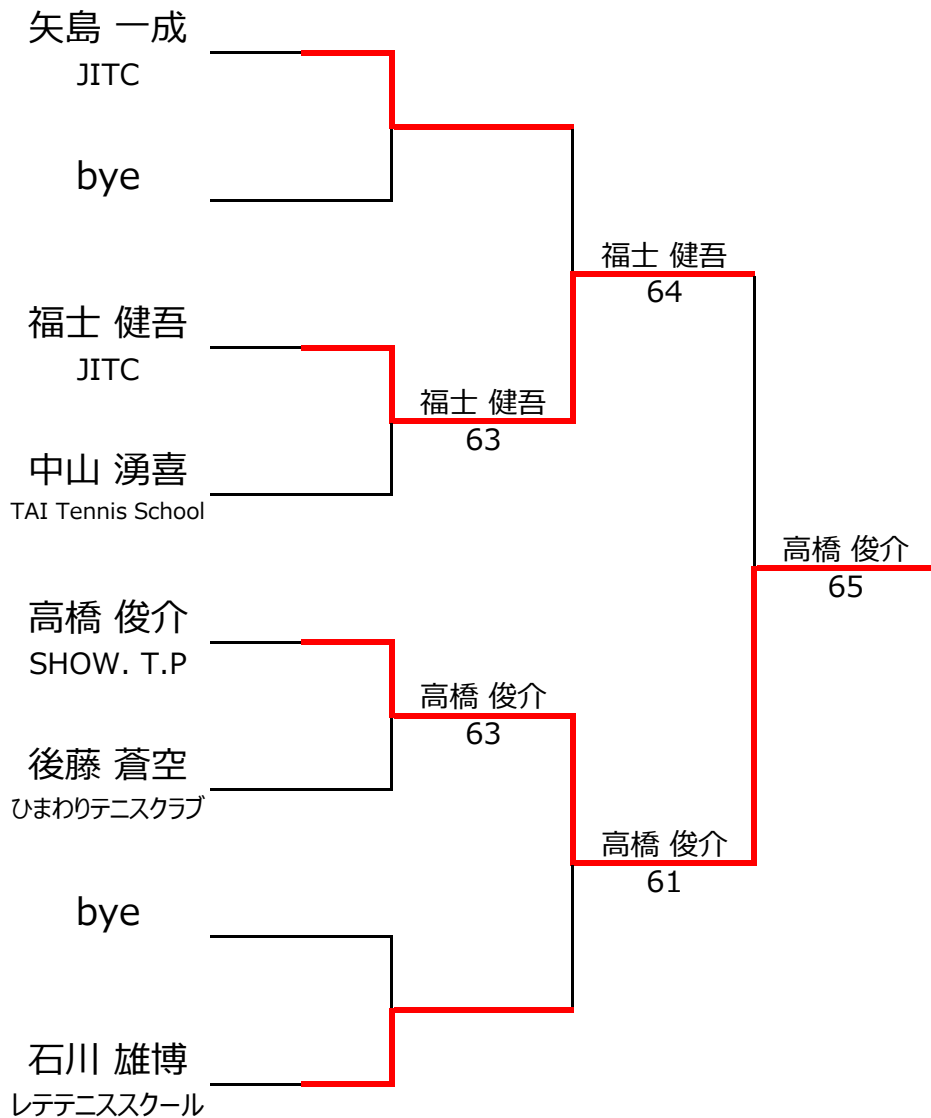 矢島 一成
JITC
bye
福士 健吾
64
福士 健吾
JITC
福士 健吾
63
中山 湧喜
TAI Tennis School
高橋 俊介
65
高橋 俊介
SHOW. T.P
高橋 俊介
63
後藤 蒼空
ひまわりテニスクラブ
高橋 俊介
61
bye
石川 雄博
レテテニススクール